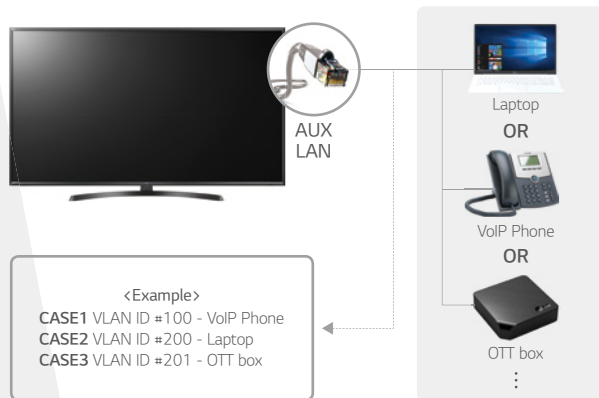 AUX
LAN
Laptop
OR
VoIP Phone
OR
OTT box
<Example>
CASE1 VLAN ID #100 - VoIP Phone
CASE2 VLAN ID #200 - Laptop
CASE3 VLAN ID #201 - OTT box